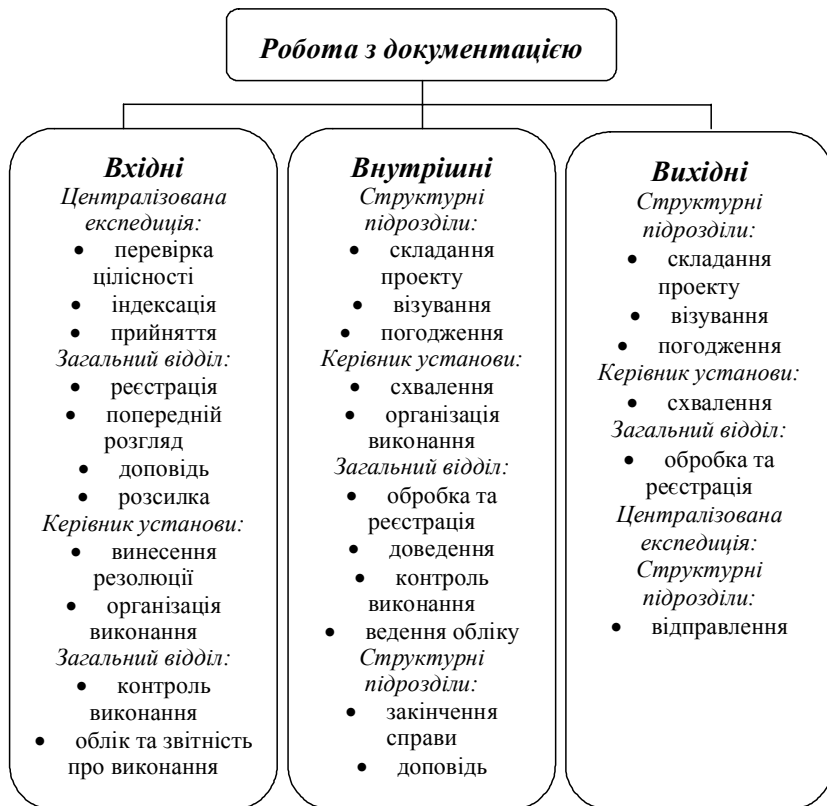 Робота з документацією
Вхідні
Централізована
експедиція:
• перевірка
цілісності
• індексація
• прийняття
Загальний відділ:
• реєстрація
• попередній
розгляд
• доповідь
• розсилка
Керівник установи:
• винесення
резолюції
• організація
виконання
Загальний відділ:
• контроль
виконання
• облік та звітність
про виконання
Внутрішні
Структурні
підрозділи:
• складання
проекту
• візування
• погодження
Керівник установи:
• схвалення
• організація
виконання
Загальний відділ:
• обробка та
реєстрація
• доведення
• контроль
виконання
• ведення обліку
Структурні
підрозділи:
• закінчення
справи
• доповідь
Вихідні
Структурні
підрозділи:
• складання
проекту
• візування
• погодження
Керівник установи:
• схвалення
Загальний відділ:
• обробка та
реєстрація
Централізована
експедиція:
Структурні
підрозділи:
• відправлення